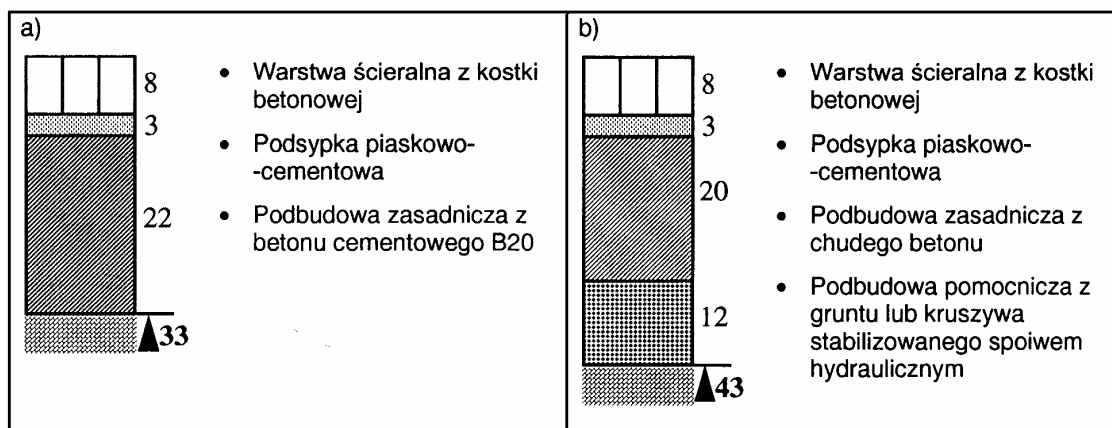 a)
8
3
22
33
• Warstwa ścieralna z kostki
betonowej
• Podsypka piaskowo-
-cementowa
• Podbudowa zasadnicza z
betonu cementowego B20
b)
8
3
20
12
43
• Warstwa ścieralna z kostki
betonowej
• Podsypka piaskowo-
-cementowa
• Podbudowa zasadnicza z
chudego betonu
• Podbudowa pomocnicza z
gruntu lub kruszywa
stabilizowanego spoiwem
hydraulicznym